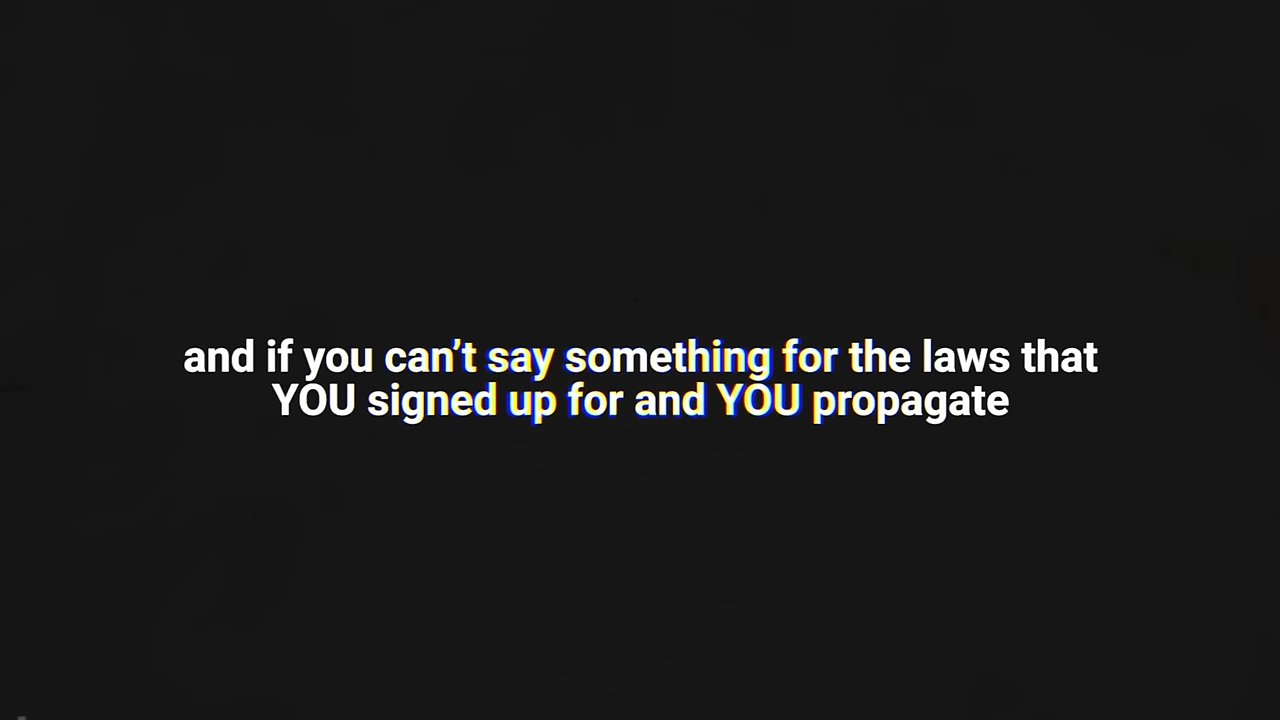 and if you can’t say something for the laws that
YOU signed up for and YOU propagate